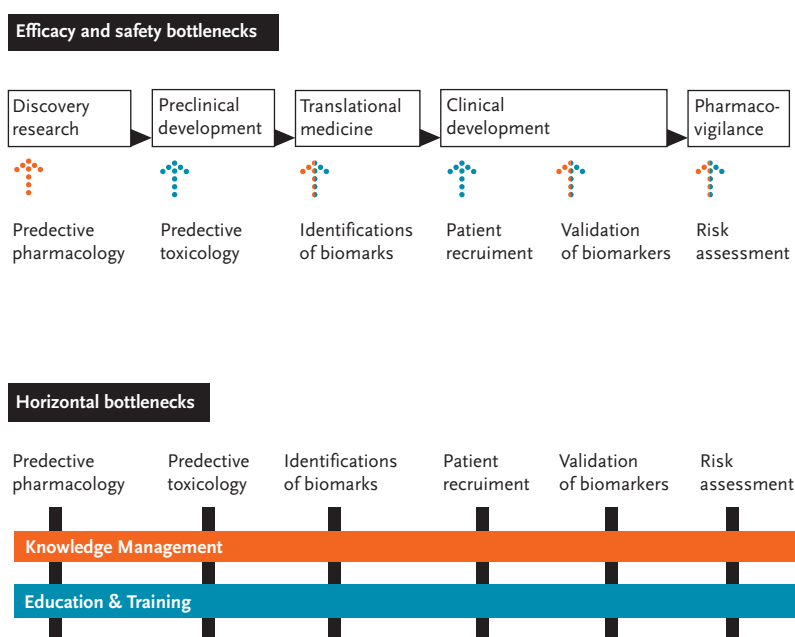 Efficacy and safety bottlenecks
Discovery
research
Preclinical
development
Translational
medicine
Clinical
development
Pharmaco-
vigilance
Predective
pharmacology
Predective
toxicology
Identifications
of biomarks
Patient
recruiment
Validation
of biomarkers
Risk
assessment
Horizontal bottlenecks
Predective
pharmacology
Predective
toxicology
Identifications
of biomarks
Patient
recruiment
Validation
of biomarkers
Risk
assessment
Knowledge Management
Education & Training